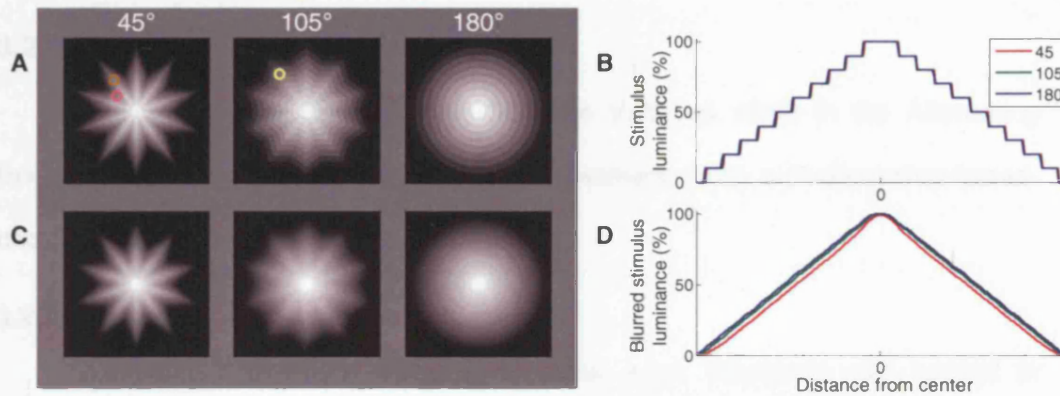 45° 105° 180°
A
C
B
Stimulus
luminance (%)
100
50
0
0
45
105
180
D
Blurred stimulus
luminance (%)
100
50
0
0
Distance from center